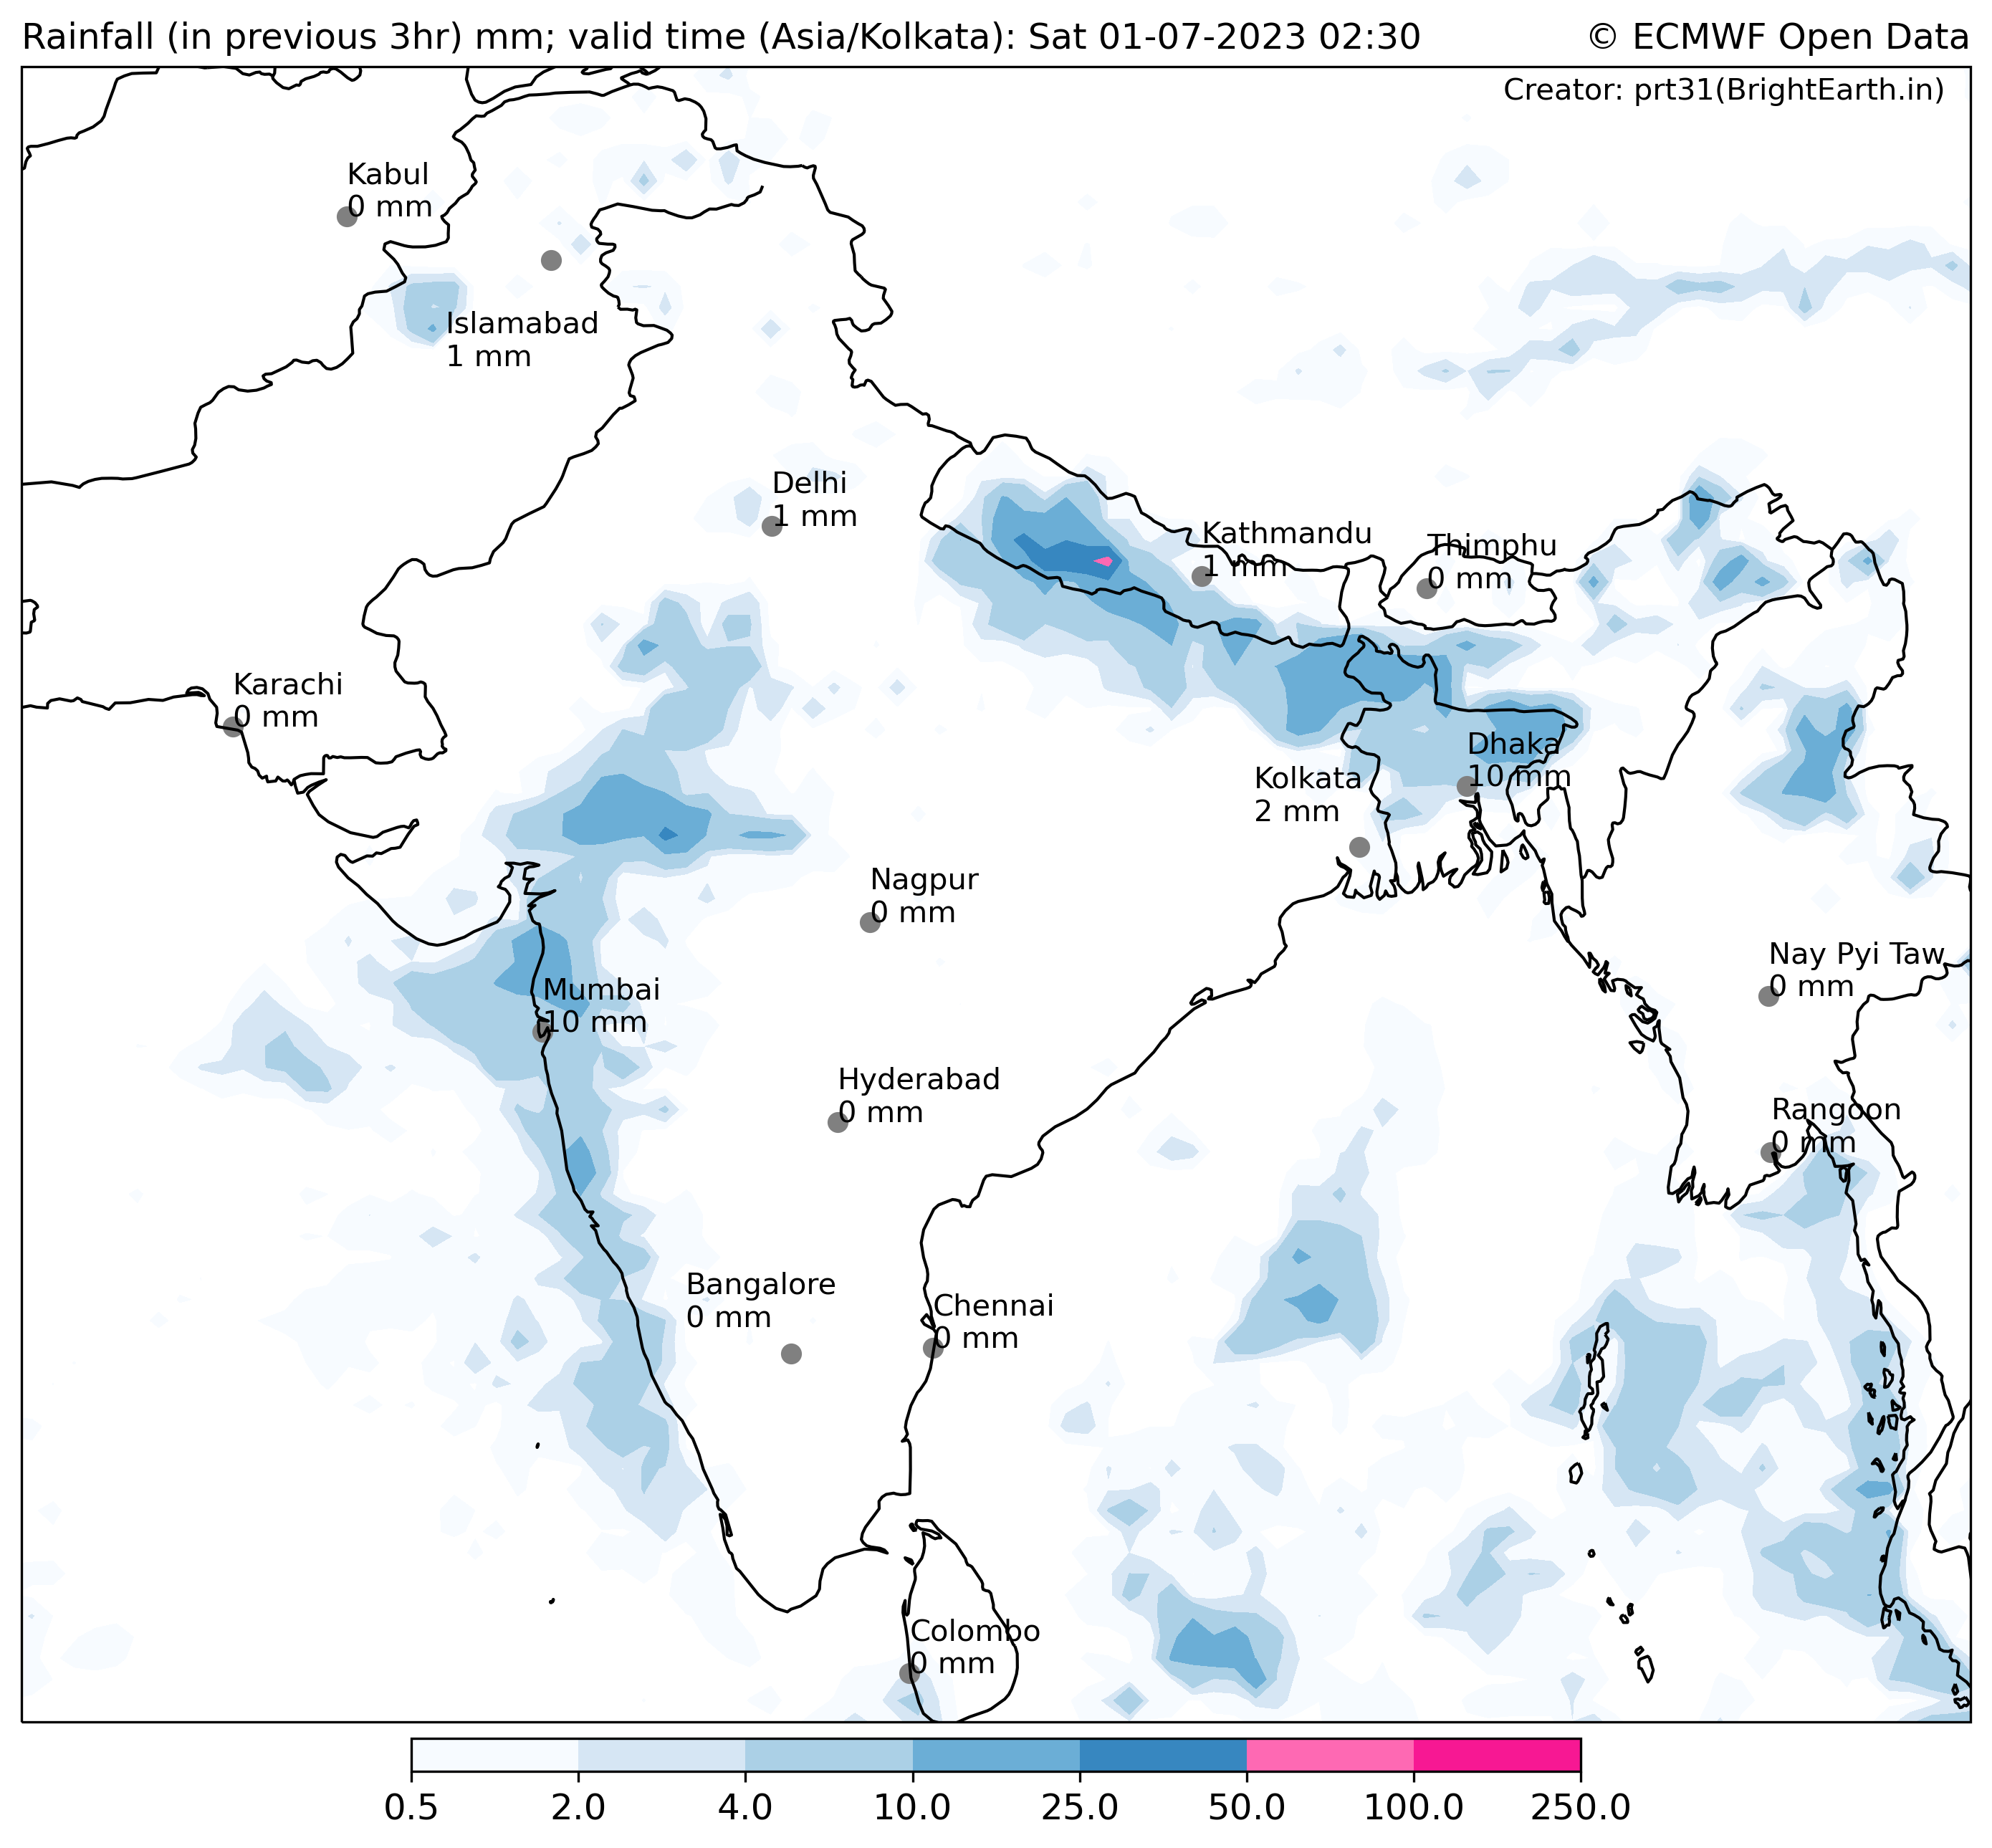 Rainfall (in previous 3hr) mm; valid time (Asia/Kolkata): Sat 01-07-2023 02:30
© ECMWF Open Data
Creator: prt31(BrightEarth.in)
Kabul
0 mm
Islamabad
1 mm
Delhi
1 mm
Kathmandu
1 mm
Thimphu
0 mm
Karachi
0 mm
Dhaka
10 mm
Kolkata
2 mm
Nagpur
0 mm
Nay Pyi Taw
0 mm
Mumbai
10 mm
Hyderabad
0 mm
Rangoon
0 mm
Bangalore
0 mm
Chennai
0 mm
Colombo
0 mm
0.5 2.0 4.0 10.0 25.0 50.0 100.0 250.0